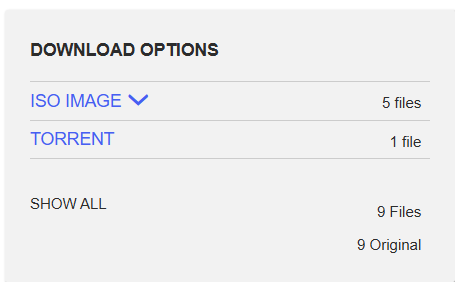 DOWNLOAD OPTIONS
ISO IMAGE 5 files
TORRENT 1 file
SHOW ALL 9 Files
9 Original